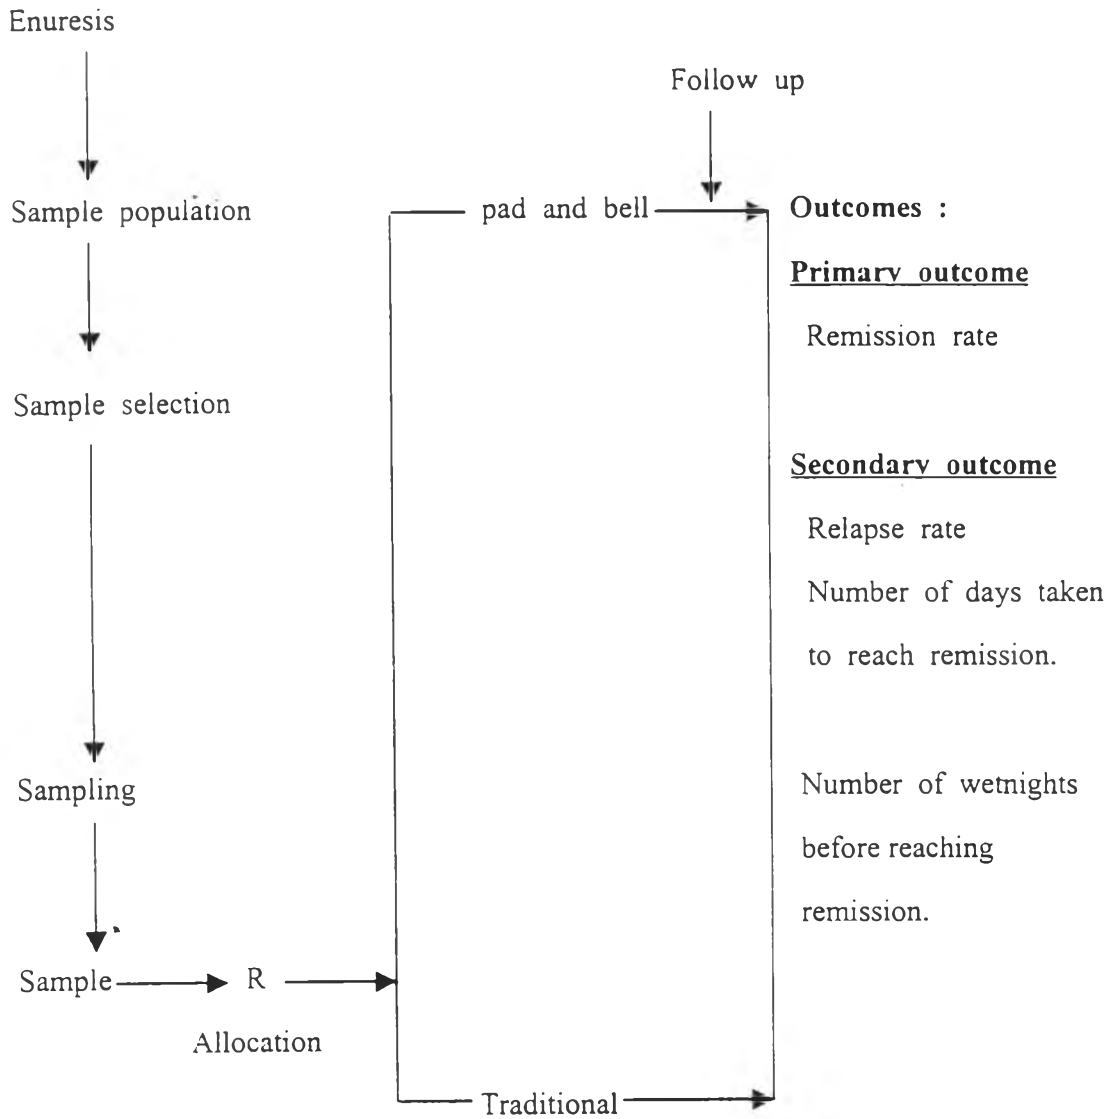 Enuresis
Follow up
Sample population
pad and bell
Outcomes :
Primary outcome
Remission rate
Sample selection
Secondary outcome
Relapse rate
Number of days taken
to reach remission.
Sampling
Number of wetnights
before reaching
remission.
Sample
R
Allocation
Traditional